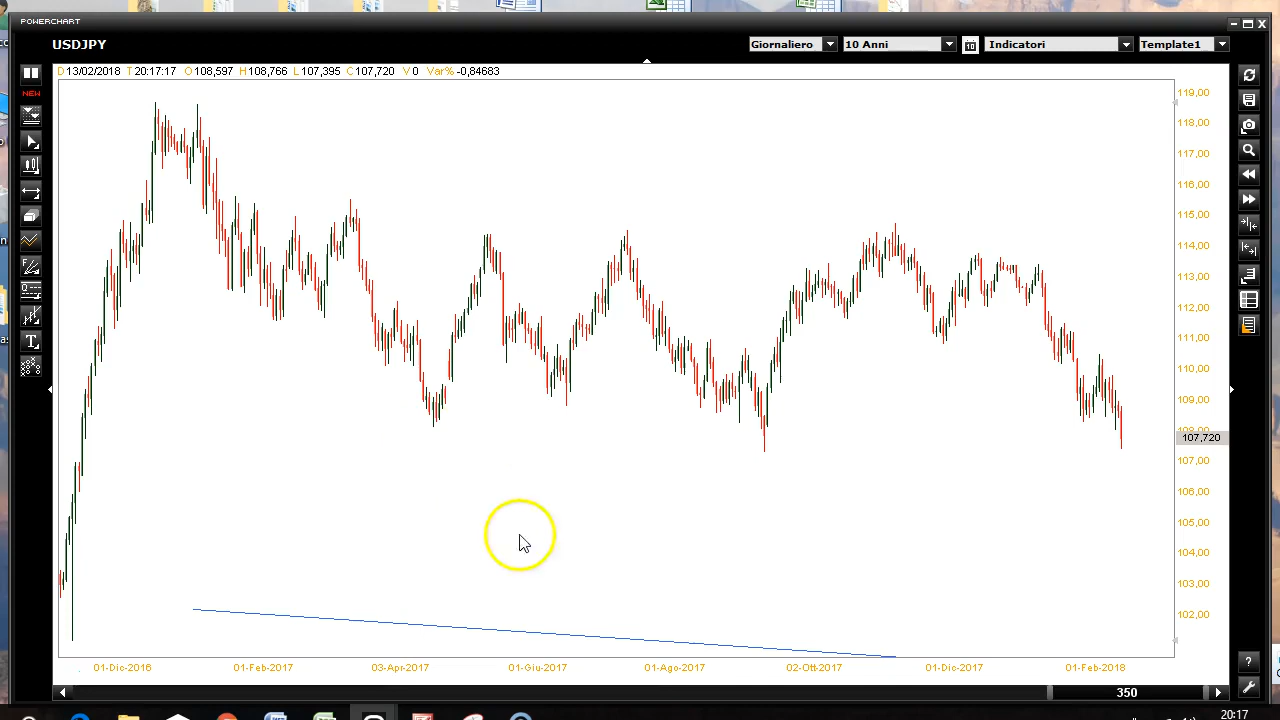 POWERCHART
USDJPY
Giornaliero
10 Anni
10
Indicatori
Template1
D 13/02/2018 T 20:17:17 O 108,597 H 108,766 L 107,395 C 107,720 V 0 Var% -0,84683
NEW
T
119,00
118,00
117,00
116,00
115,00
114,00
113,00
112,00
111,00
110,00
109,00
108,00
107,720
107,00
106,00
105,00
104,00
103,00
102,00
01-Dic-2016 01-Feb-2017 03-Apr-2017 01-Giu-2017 01-Ago-2017 02-Ott-2017 01-Dic-2017 01-Feb-2018
?
350
20:17